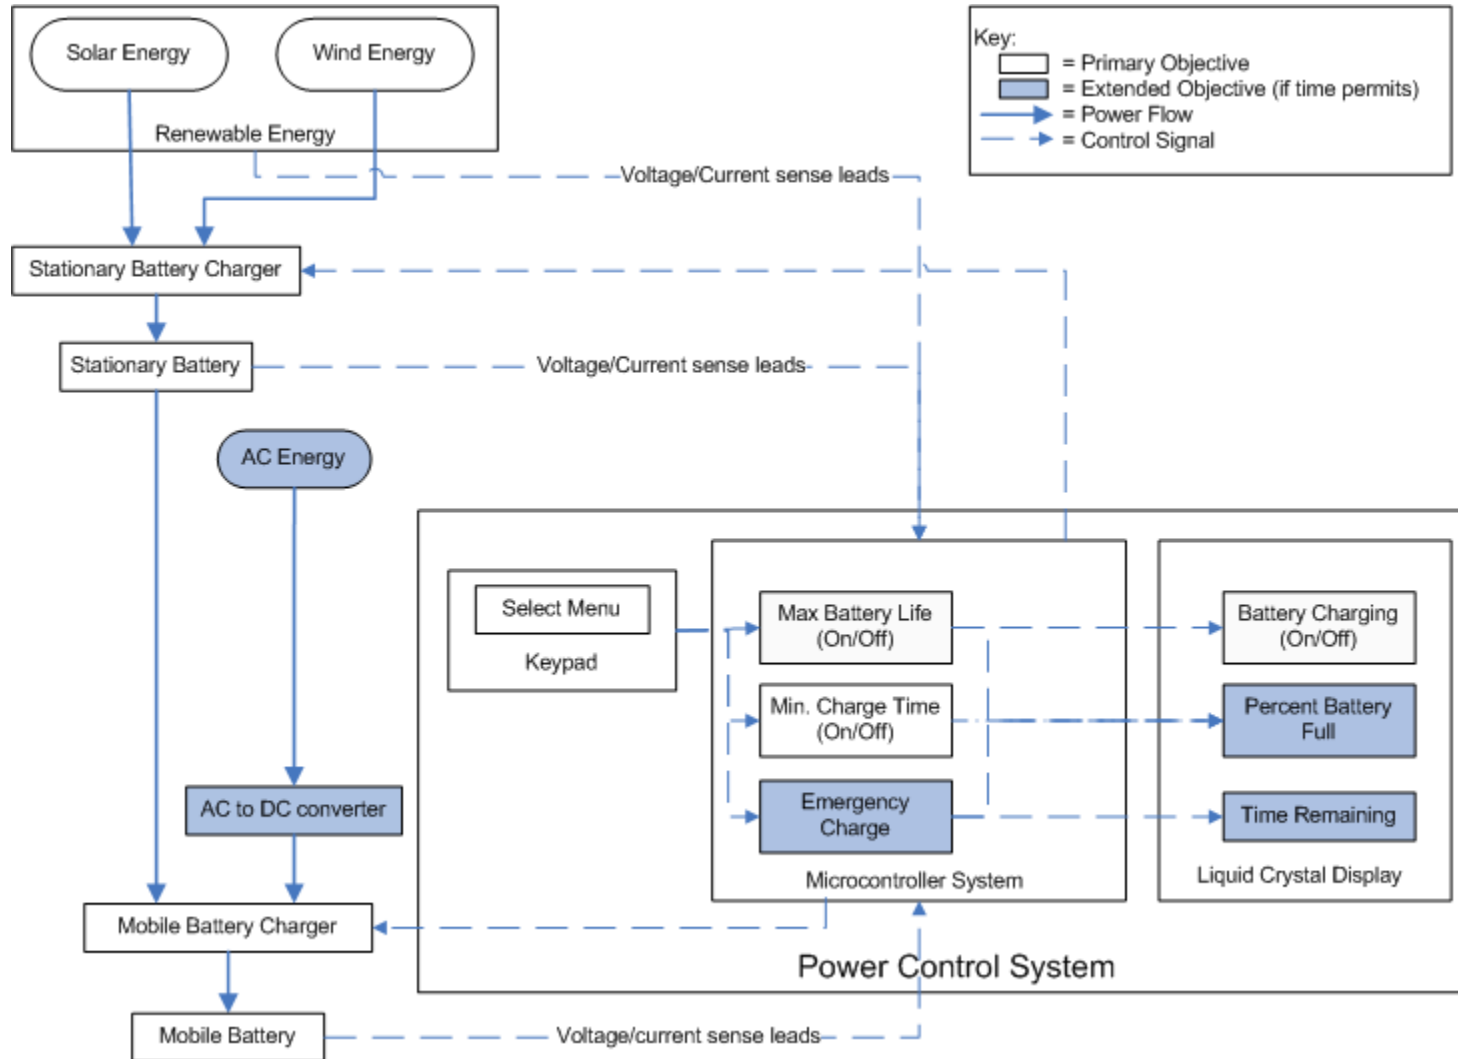 Solar Energy
Wind Energy
Renewable Energy
Key:
= Primary Objective
= Extended Objective (if time permits)
= Power Flow
= Control Signal
Voltage/Current sense leads
Stationary Battery Charger
Stationary Battery
Voltage/Current sense leads
AC Energy
Select Menu
Keypad
Max Battery Life
(On/Off)
Min. Charge Time
(On/Off)
Emergency
Charge
Microcontroller System
Battery Charging
(On/Off)
Percent Battery
Full
Time Remaining
Liquid Crystal Display
AC to DC converter
Mobile Battery Charger
Power Control System
Mobile Battery
Voltage/current sense leads